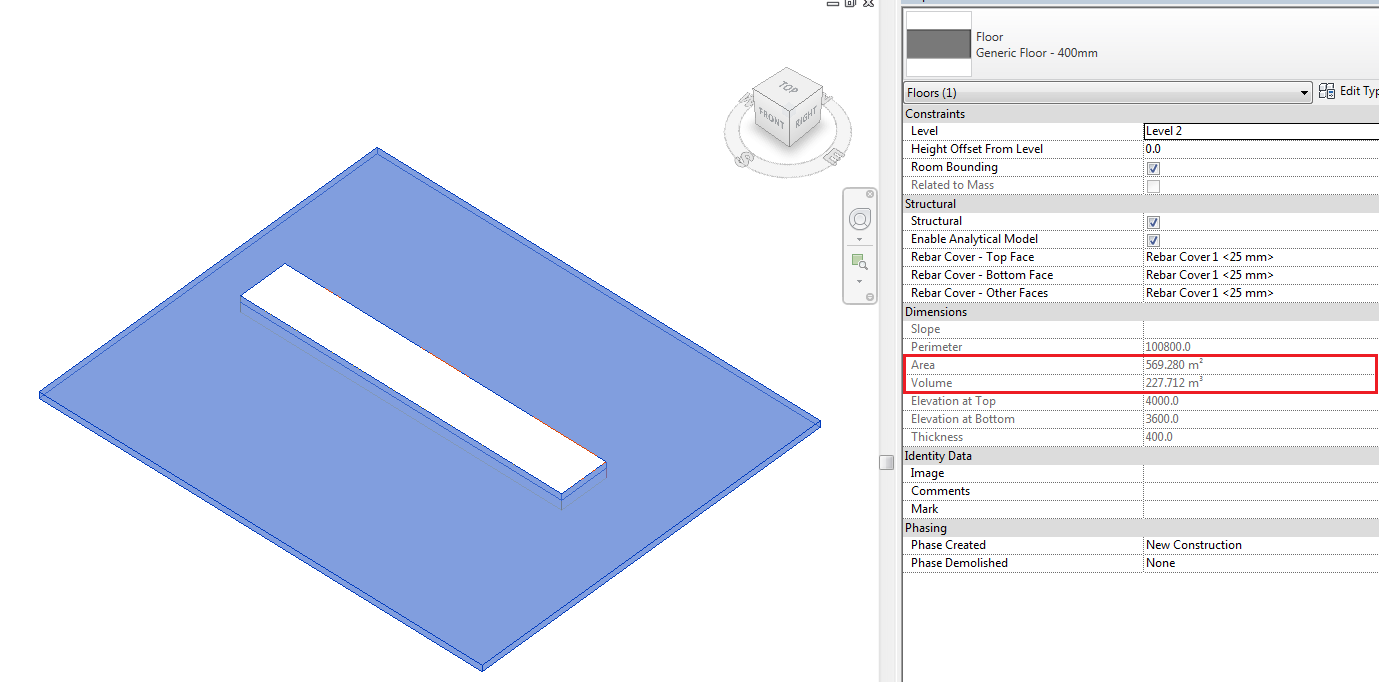 TOP
FRONT
RIGHT
S
E
Floor
Generic Floor - 400mm
Floors (1)
Edit Typ
Constraints
Level Level 2
Height Offset From Level 0.0
Room Bounding
Related to Mass
Structural
Structural
Enable Analytical Model
Rebar Cover - Top Face Rebar Cover 1 <25 mm>
Rebar Cover - Bottom Face Rebar Cover 1 <25 mm>
Rebar Cover - Other Faces Rebar Cover 1 <25 mm>
Dimensions
Slope
Perimeter 100800.0
Area 569.280 m²
Volume 227.712 m³
Elevation at Top 4000.0
Elevation at Bottom 3600.0
Thickness 400.0
Identity Data
Image
Comments
Mark
Phasing
Phase Created New Construction
Phase Demolished None